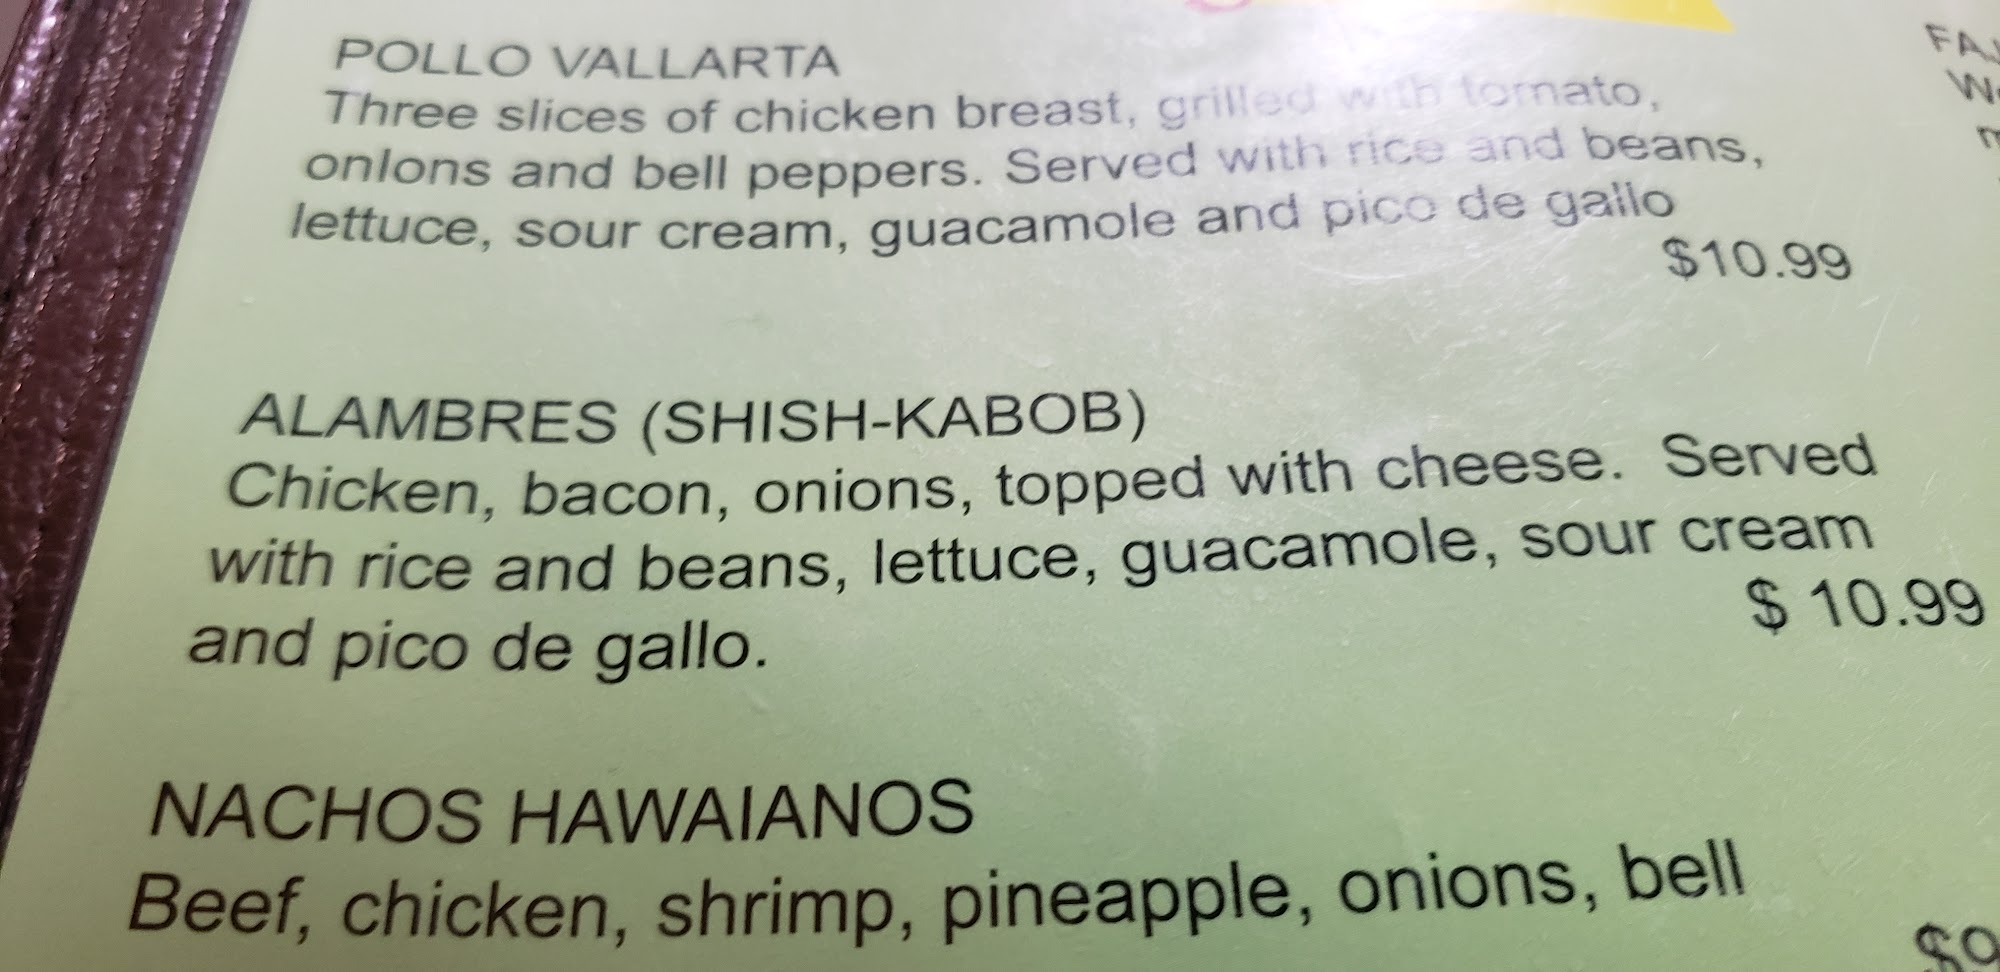 POLLO VALLARTA
Three slices of chicken breast, grilled with tomato,
onIons and bell peppers. Served with rice and beans,
lettuce, sour cream, guacamole and pico de gallo
$10.99
ALAMBRES (SHISH-KABOB)
Chicken, bacon, onions, topped with cheese. Served
with rice and beans, lettuce, guacamole, sour cream
and pico de gallo.
$ 10.99
NACHOS HAWAIANOS
Beef, chicken, shrimp, pineapple, onions, bell